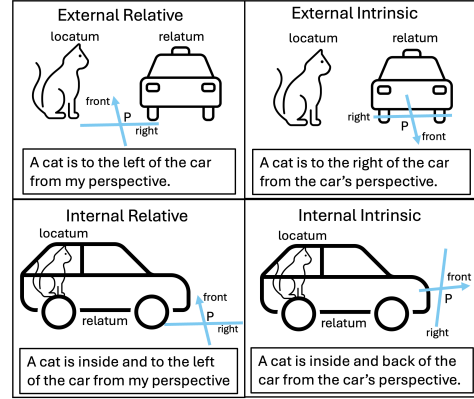 External Relative
locatum
relatum
front
P
right
A cat is to the left of the car
from my perspective.
External Intrinsic
locatum
relatum
right
P
front
A cat is to the right of the car
from the car’s perspective.
Internal Relative
locatum
relatum
front
P
right
A cat is inside and to the left
of the car from my perspective
Internal Intrinsic
locatum
relatum
front
P
right
A cat is inside and back of the
car from the car’s perspective.